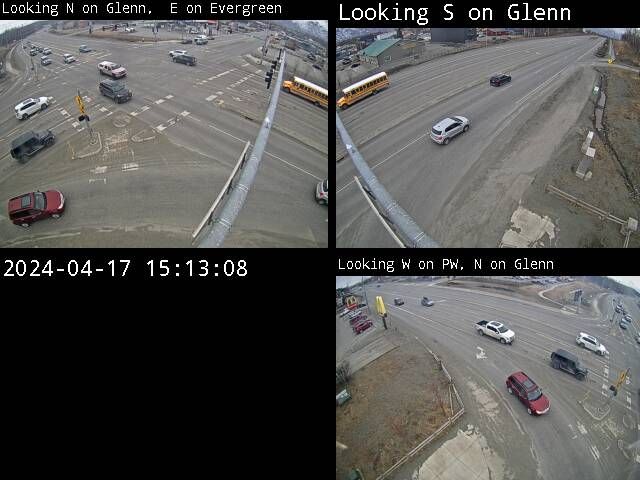 Looking N on Glenn, E on Evergreen
Looking S on Glenn
2024-04-17 15:13:08
Looking W on PW, N on Glenn